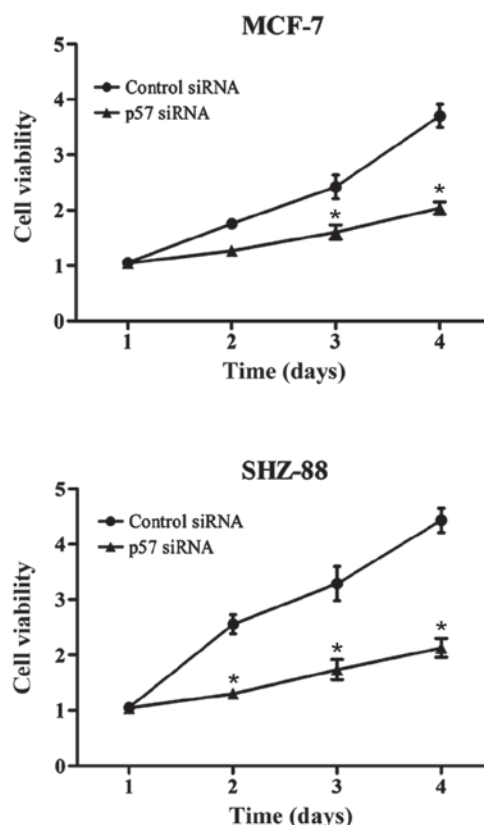 MCF-7
5
Control siRNA
p57 siRNA
4
3
2
1
0
Cell viability
*
*
1 2 3 4
Time (days)
SHZ-88
5
Control siRNA
p57 siRNA
4
3
2
1
0
Cell viability
*
*
*
1 2 3 4
Time (days)